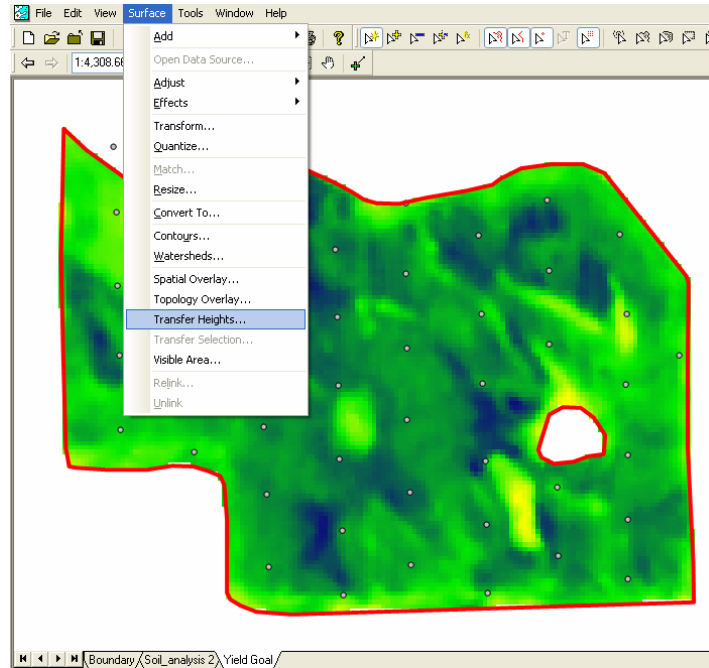 File Edit View Surface Tools Window Help
1:4,308.66
Add
Open Data Source...
Adjust
Effects
Transform...
Quantize...
Match...
Resize...
Convert To...
Contours...
Watersheds...
Spatial Overlay...
Topology Overlay...
Transfer Heights...
Transfer Selection...
Visible Area...
Relink...
Unlink
Boundary Soil_analysis 2 Yield Goal